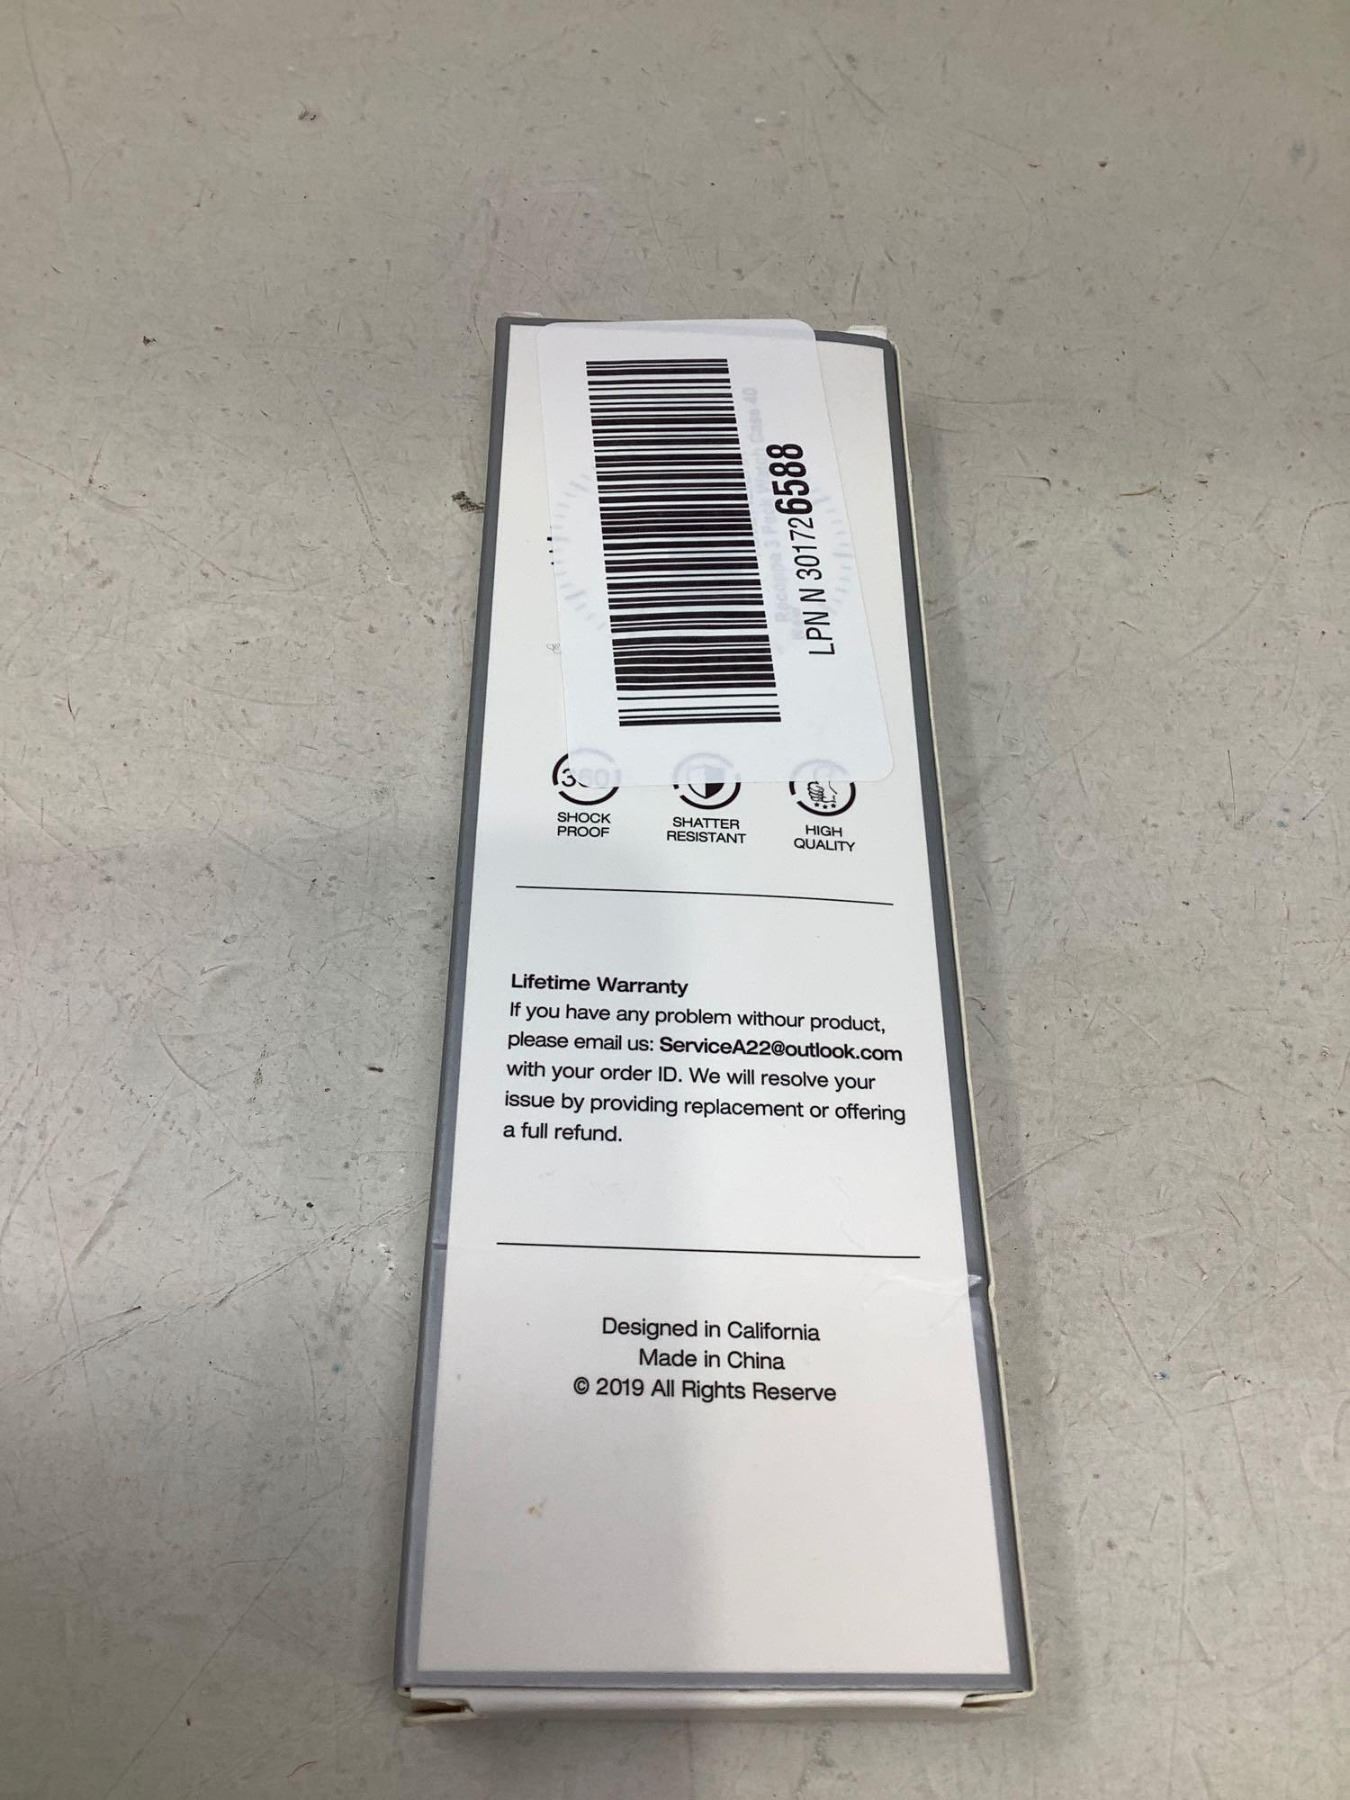 LPN N 301726588
360
SHOCK
PROOF
SHATTER
RESISTANT
HIGH
QUALITY
Lifetime Warranty
If you have any problem withour product,
please email us: ServiceA22@outlook.com
with your order ID. We will resolve your
issue by providing replacement or offering
a full refund.
Designed in California
Made in China
© 2019 All Rights Reserve